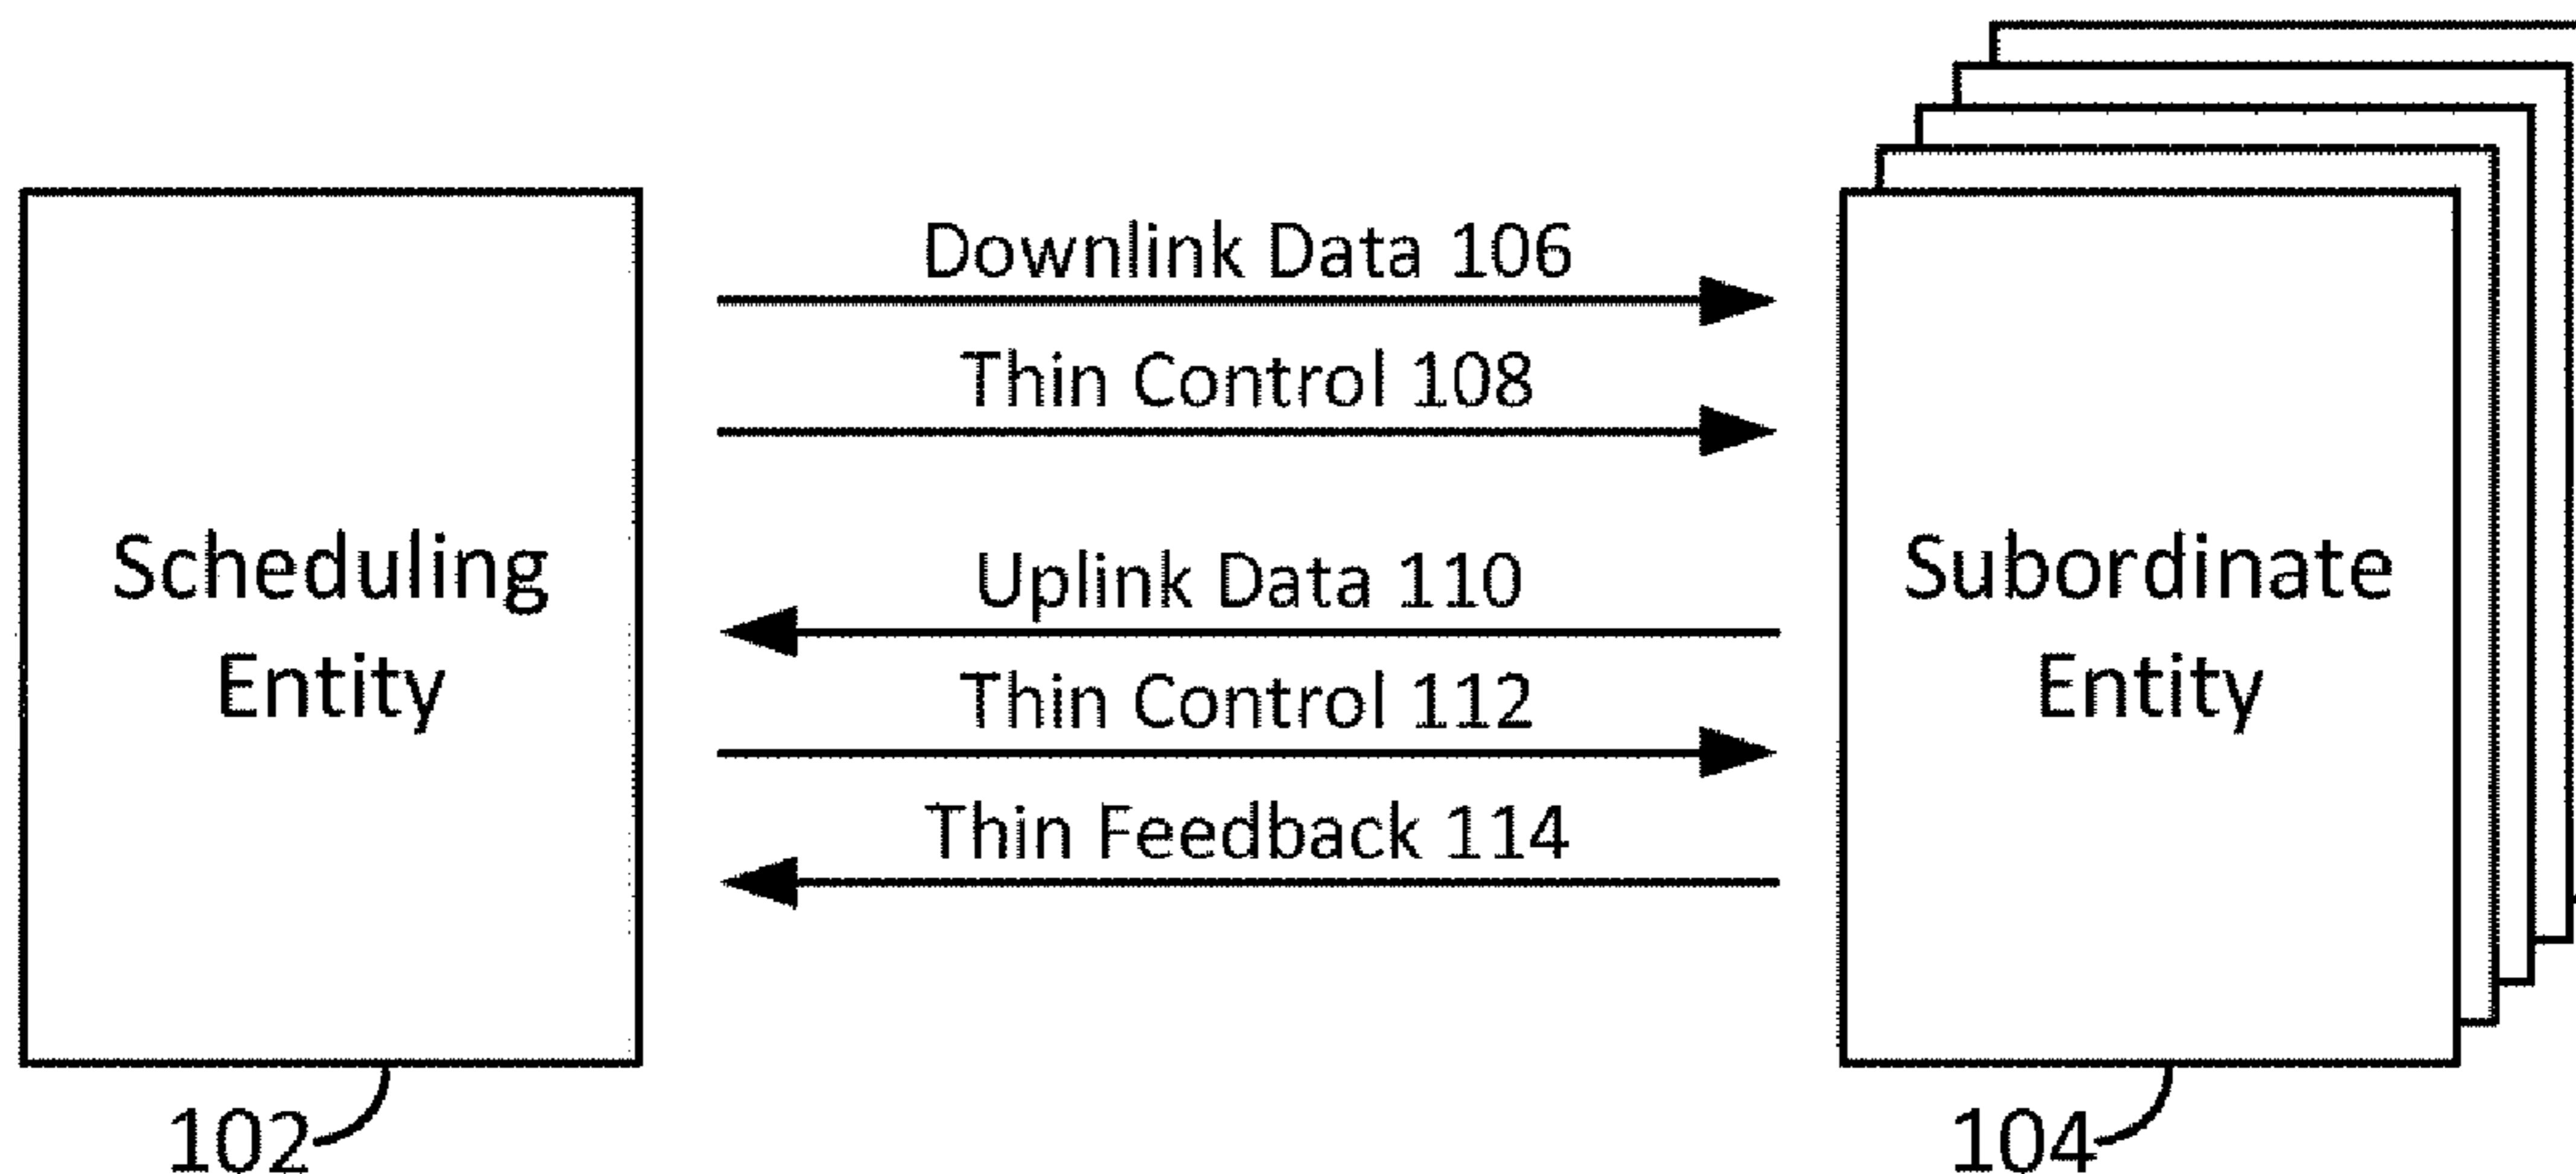 Downlink Data 106
Thin Control 108
Scheduling
Entity
Uplink Data 110
Thin Control 112
Thin Feedback 114
Subordinate
Entity
102
104